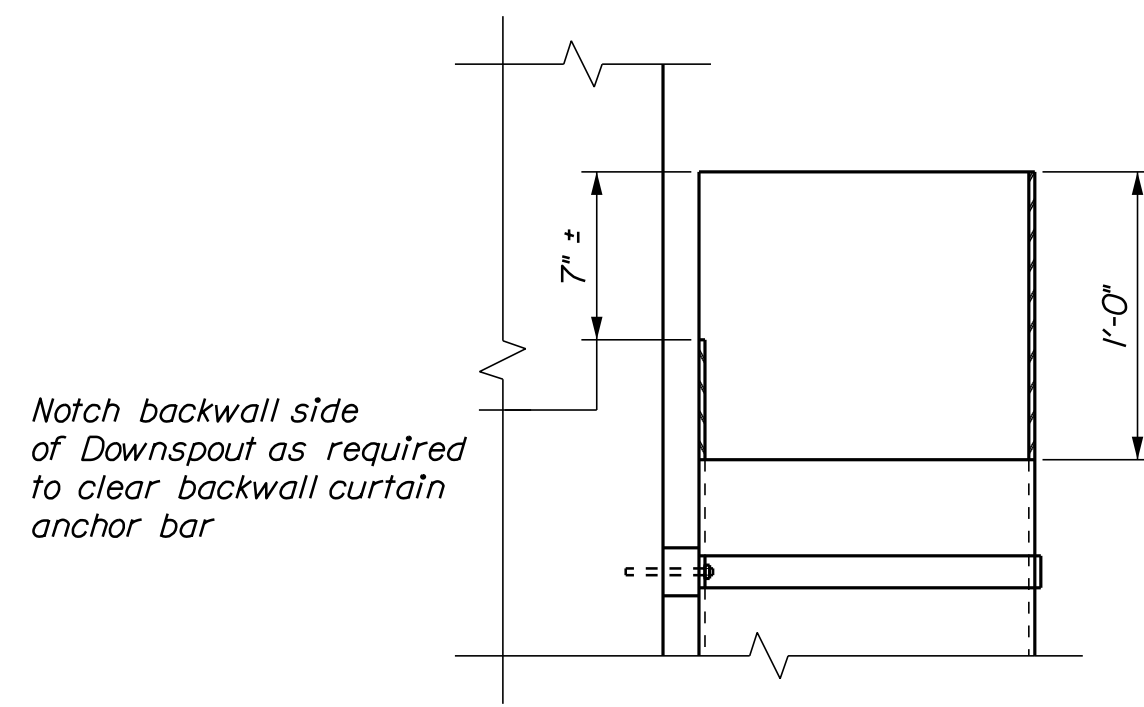 7" ±
1'-0"
Notch backwall side
of Downspout as required
to clear backwall curtain
anchor bar